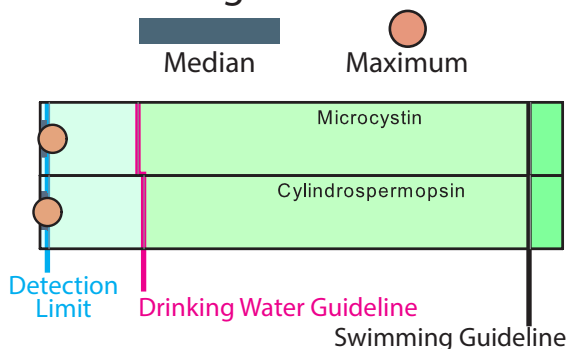 Median
Maximum
Microcystin
Cylindrospermopsin
Detection
Limit
Drinking Water Guideline
Swimming Guideline